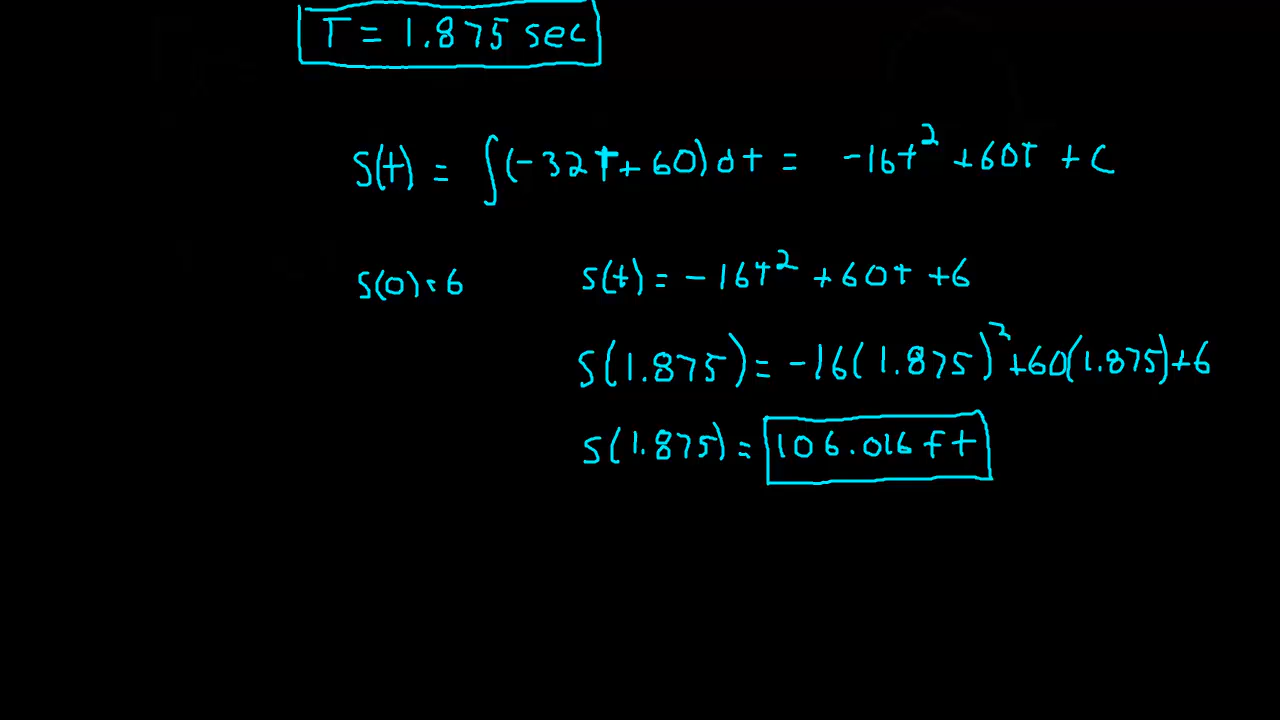 T = 1.875 sec
S(t) = ∫(-32T+60)dt = -16t² +60t + C
S(0)=6
S(t) = -16t² +60t +6
S(1.875) = -16(1.875)² +60(1.875)+6
S(1.875) = 106.016 ft